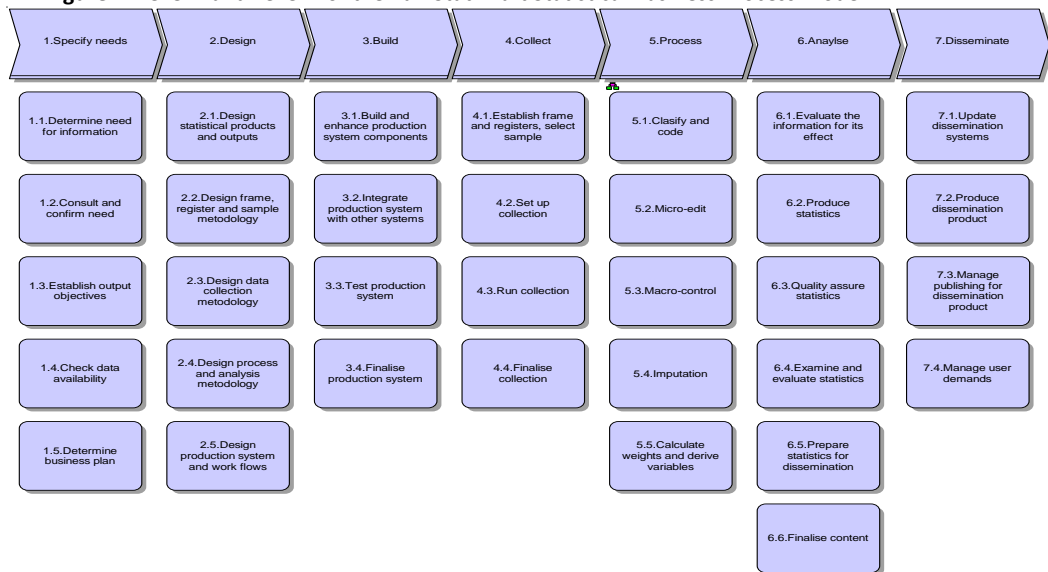 1.Specify needs
2.Design
3.Build
4.Collect
5.Process
6.Anaylse
7.Disseminate
1.1.Determine need
for information
2.1.Design
statistical products
and outputs
3.1.Build and
enhance production
system components
4.1.Establish frame
and registers, select
sample
5.1.Clasify and
code
6.1.Evaluate the
information for its
effect
7.1.Update
dissemination
systems
1.2.Consult and
confirm need
2.2.Design frame,
register and sample
methodology
3.2.Integrate
production system
with other systems
4.2.Set up
collection
5.2.Micro-edit
6.2.Produce
statistics
7.2.Produce
dissemination
product
1.3.Establish output
objectives
2.3.Design data
collection
methodology
3.3.Test production
system
4.3.Run collection
5.3.Macro-control
6.3.Quality assure
statistics
7.3.Manage
publishing for
dissemination
product
1.4.Check data
availability
2.4.Design process
and analysis
methodology
3.4.Finalise
production system
4.4.Finalise
collection
5.4.Imputation
6.4.Examine and
evaluate statistics
7.4.Manage user
demands
1.5.Determine
business plan
2.5.Design
production system
and work flows
5.5.Calculate
weights and derive
variables
6.5.Prepare
statistics for
dissemination
6.6.Finalise content